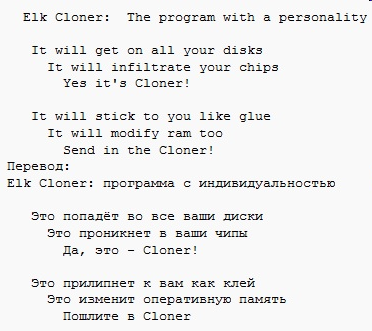 Elk Cloner:  The program with a personality
It will get on all your disks
It will infiltrate your chips
Yes it's Cloner!
It will stick to you like glue
It will modify ram too
Send in the Cloner!
Перевод:
Elk Cloner: программа с индивидуальностью
Это попадёт во все ваши диски
Это проникнет в ваши чипы
Да, это – Cloner!
Это прилипнет к вам как клей
Это изменит оперативную память
Пошлите в Cloner